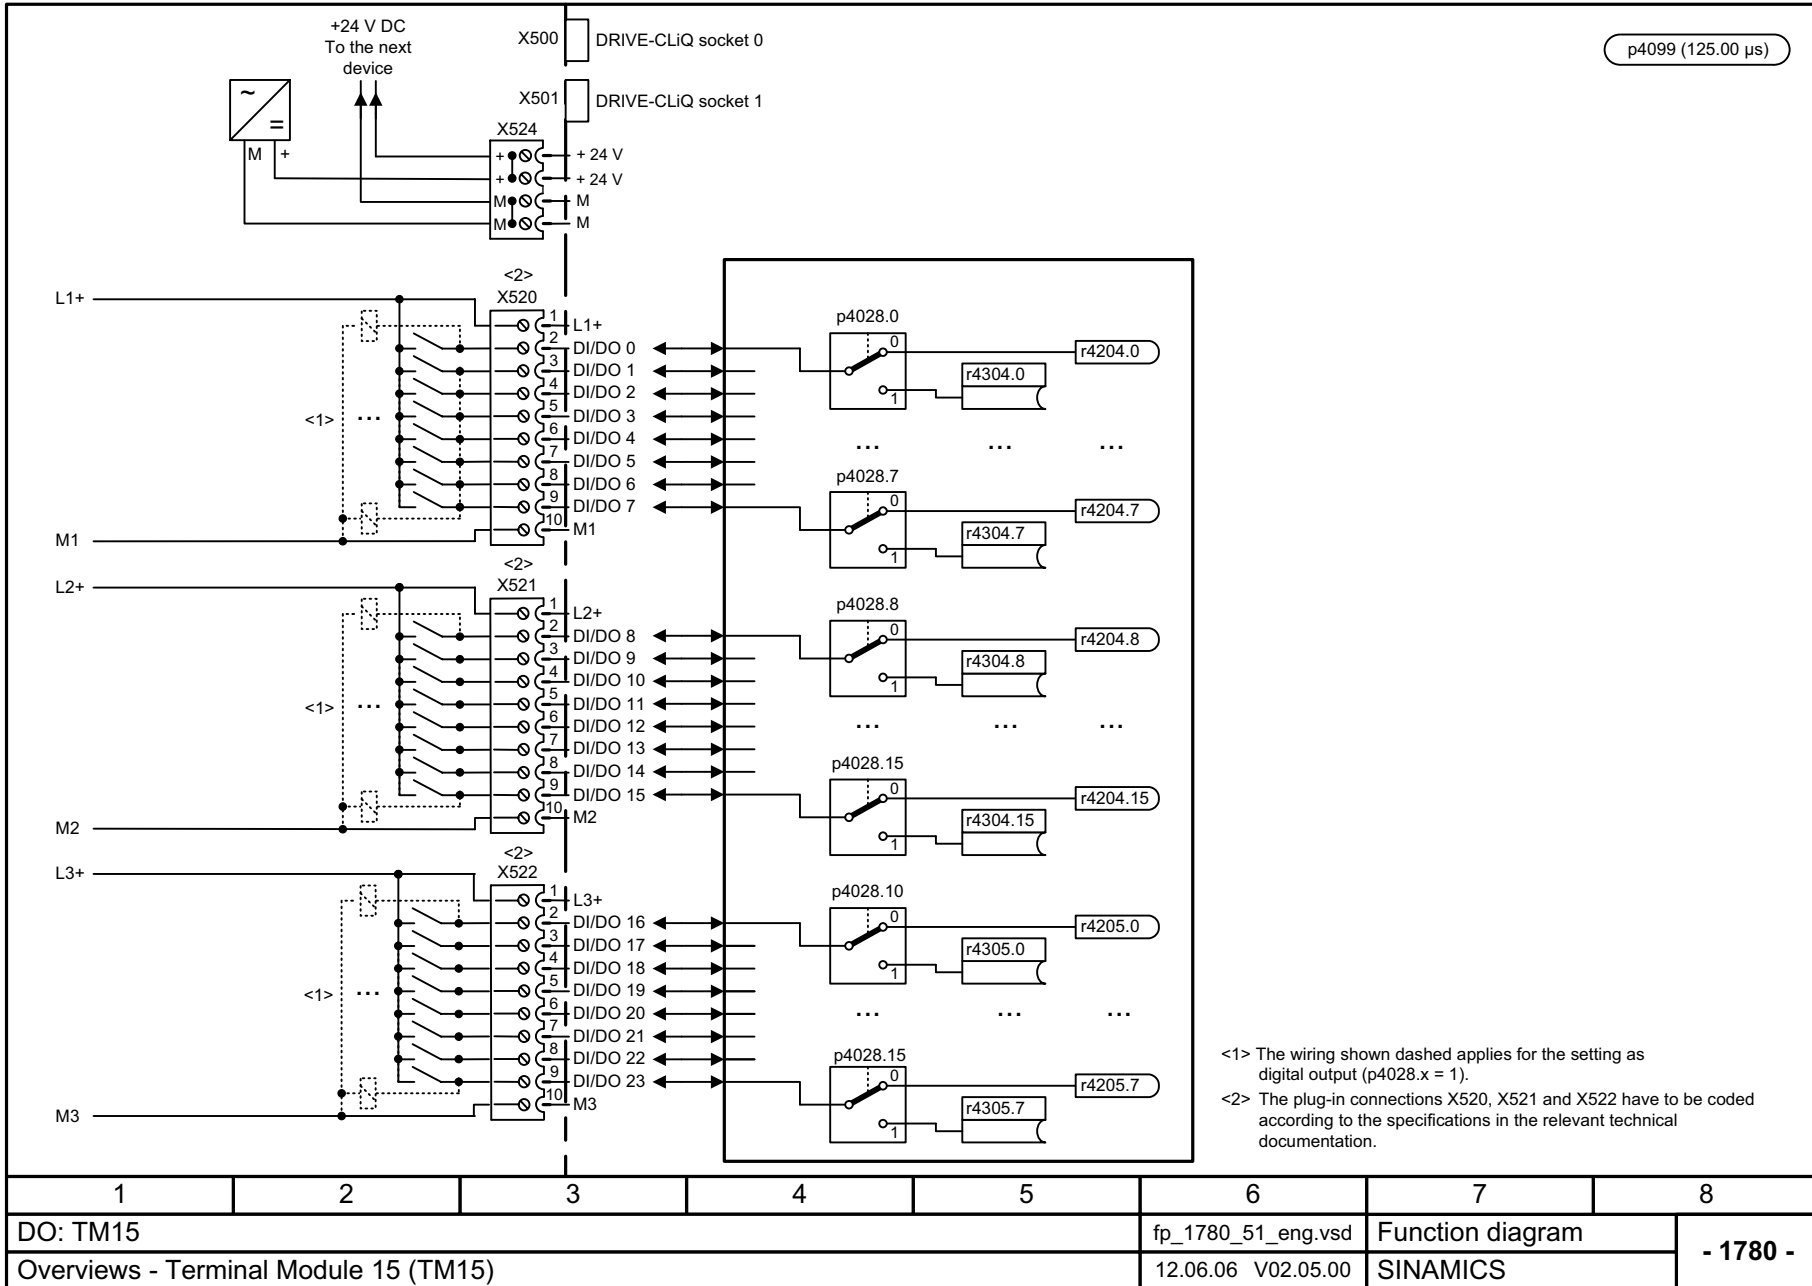 +24 V DC
To the next
device
X500
DRIVE-CLiQ socket 0
p4099 (125.00 µs)
X501
DRIVE-CLiQ socket 1
~
=
M +
X524
+ + 24 V
+ + 24 V
M M
M M
<2>
X520
L1+
1 L1+
2 DI/DO 0
3 DI/DO 1
4 DI/DO 2
5 DI/DO 3
6 DI/DO 4
7 DI/DO 5
8 DI/DO 6
9 DI/DO 7
10 M1
<1> ...
M1
p4028.0
0
1
r4204.0
r4304.0
... ... ...
p4028.7
0
1
r4204.7
r4304.7
<2>
X521
L2+
1 L2+
2 DI/DO 8
3 DI/DO 9
4 DI/DO 10
5 DI/DO 11
6 DI/DO 12
7 DI/DO 13
8 DI/DO 14
9 DI/DO 15
10 M2
<1> ...
M2
p4028.8
0
1
r4204.8
r4304.8
... ... ...
p4028.15
0
1
r4204.15
r4304.15
<2>
X522
L3+
1 L3+
2 DI/DO 16
3 DI/DO 17
4 DI/DO 18
5 DI/DO 19
6 DI/DO 20
7 DI/DO 21
8 DI/DO 22
9 DI/DO 23
10 M3
<1> ...
M3
p4028.10
0
1
r4205.0
r4305.0
... ... ...
p4028.15
0
1
r4205.7
r4305.7
<1> The wiring shown dashed applies for the setting as
digital output (p4028.x = 1).
<2> The plug-in connections X520, X521 and X522 have to be coded
according to the specifications in the relevant technical
documentation.
1 2 3 4 5 6 7 8
DO: TM15
fp_1780_51_eng.vsd
Function diagram
- 1780 -
Overviews - Terminal Module 15 (TM15)
12.06.06 V02.05.00
SINAMICS